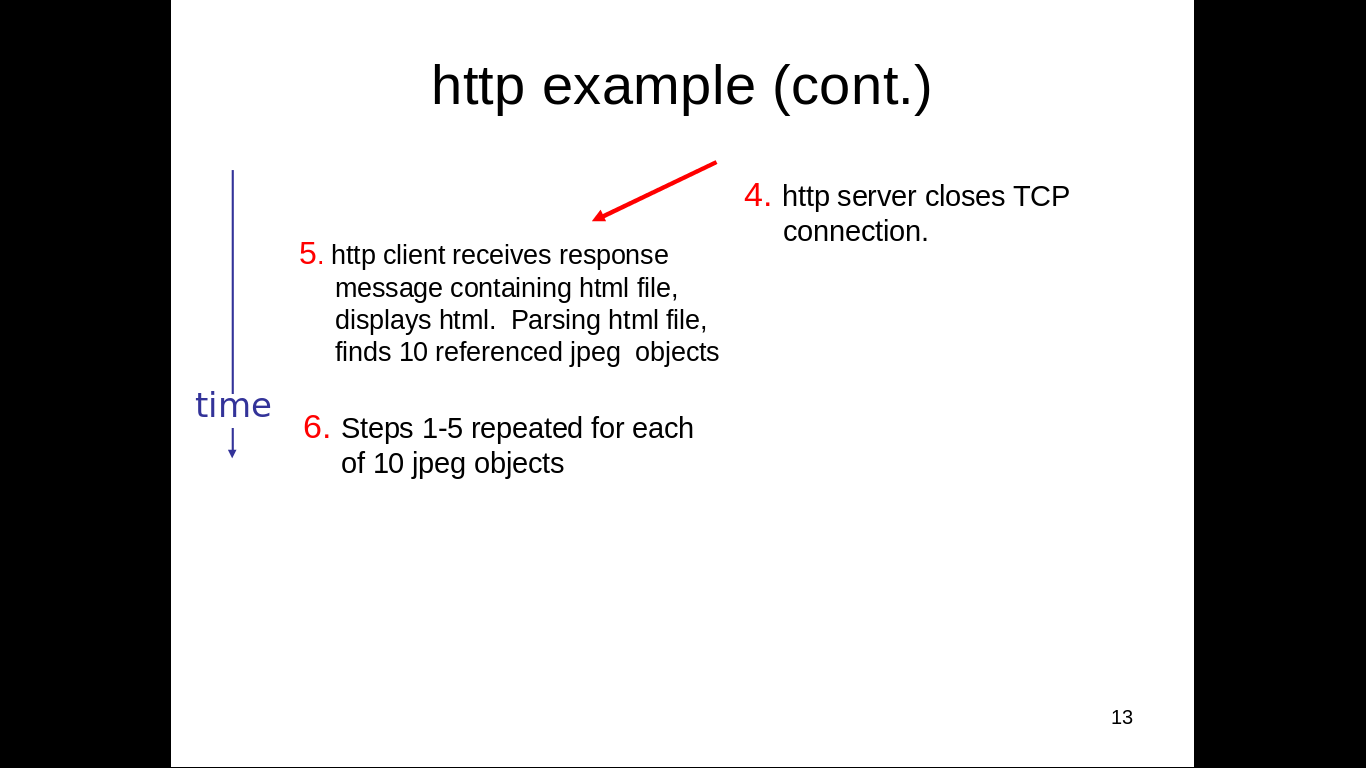 http example (cont.)
4. http server closes TCP
connection.
5. http client receives response
message containing html file,
displays html.  Parsing html file,
finds 10 referenced jpeg  objects
time
6. Steps 1-5 repeated for each
of 10 jpeg objects
13